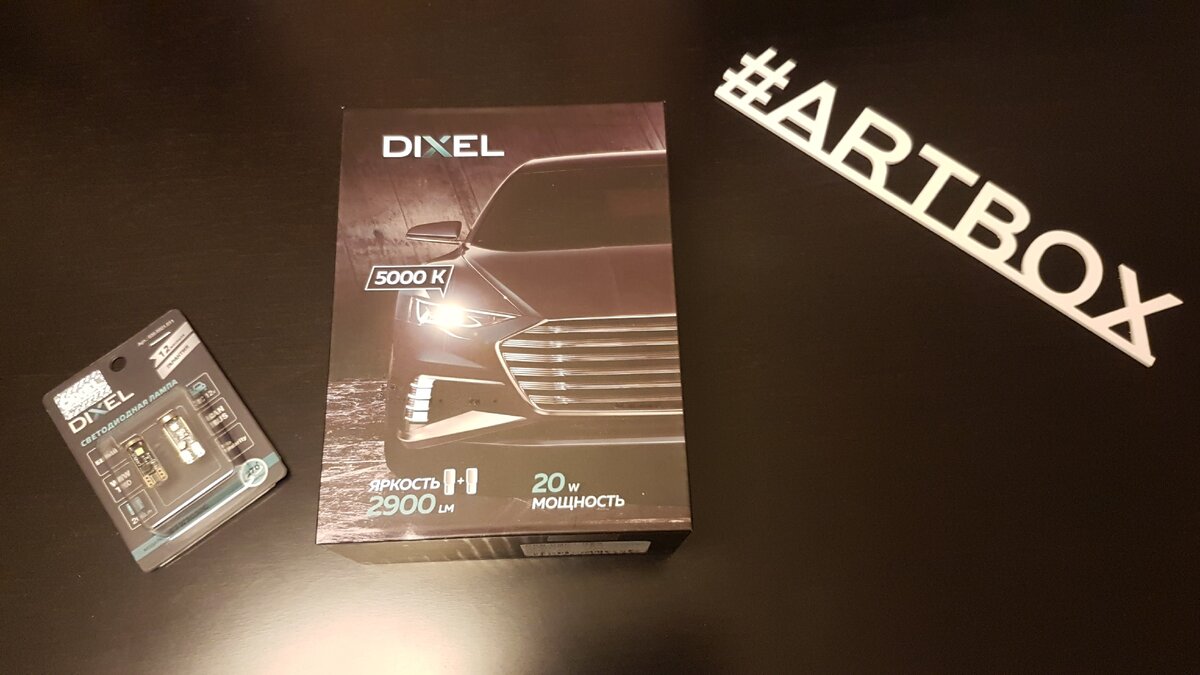 #ARTBOX
DIXEL
5000 K
ЯРКОСТЬ
2900 LM
20 W
МОЩНОСТЬ
12
DIXEL
СВЕТОДИОДНАЯ ЛАМПА